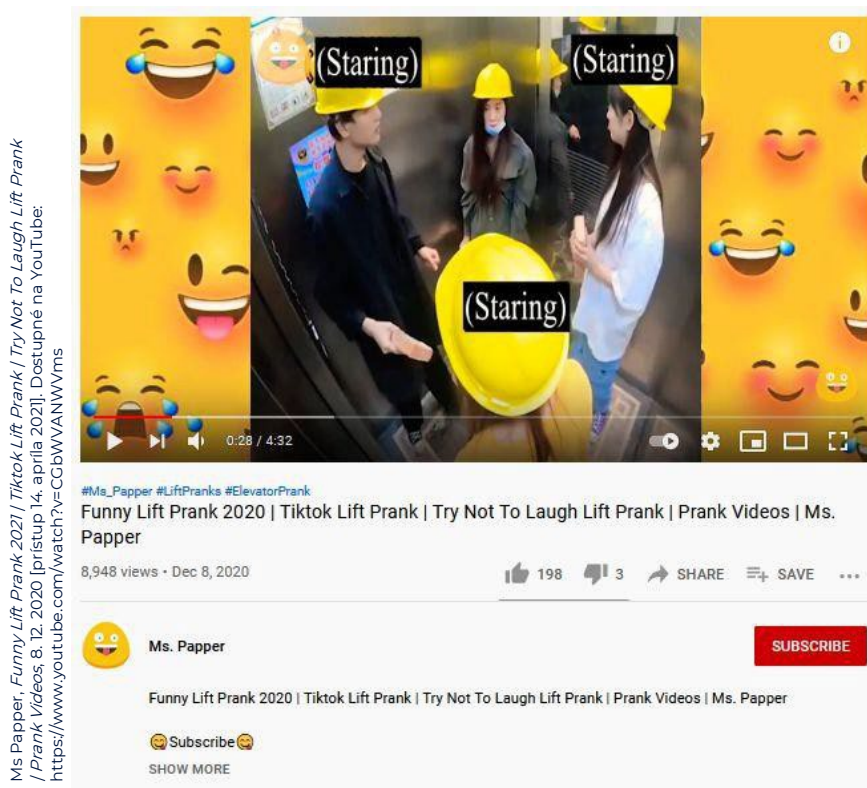 Ms Papper, Funny Lift Prank 2021 | Tiktok Lift Prank | Try Not To Laugh Lift Prank
| Prank Videos, 8. 12. 2020 [prístup 14. apríla 2021]. Dostupné na YouTube:
https://www.youtube.com/watch?v=CGbWVANWVms
(Staring)
(Staring)
(Staring)
0:28 / 4:32
#Ms_Papper #LiftPranks #ElevatorPrank
Funny Lift Prank 2020 | Tiktok Lift Prank | Try Not To Laugh Lift Prank | Prank Videos | Ms.
Papper
8,948 views • Dec 8, 2020
198 3 SHARE SAVE
Ms. Papper
SUBSCRIBE
Funny Lift Prank 2020 | Tiktok Lift Prank | Try Not To Laugh Lift Prank | Prank Videos | Ms. Papper
😋Subscribe😋
SHOW MORE